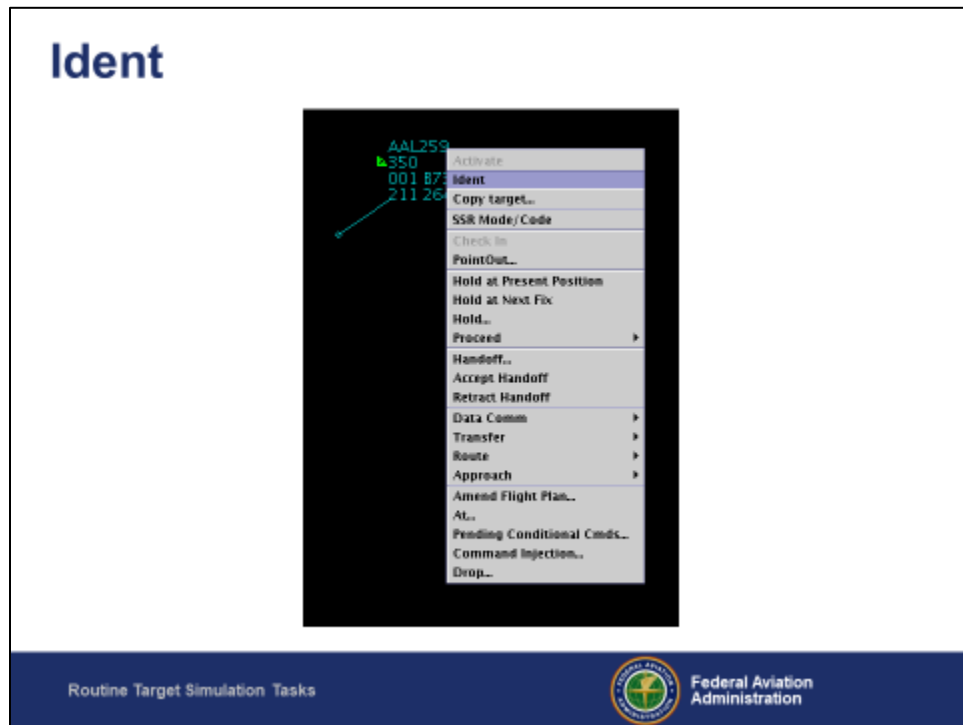 Ident
AAL259
350
001 B73
211 264
Activate
Ident
Copy target...
SSR Mode/Code
Check In
PointOut...
Hold at Present Position
Hold at Next Fix
Hold...
Proceed
Handoff...
Accept Handoff
Retract Handoff
Data Comm
Transfer
Route
Approach
Amend Flight Plan...
At...
Pending Conditional Cmds...
Command Injection...
Drop...
Routine Target Simulation Tasks
Federal Aviation
Administration